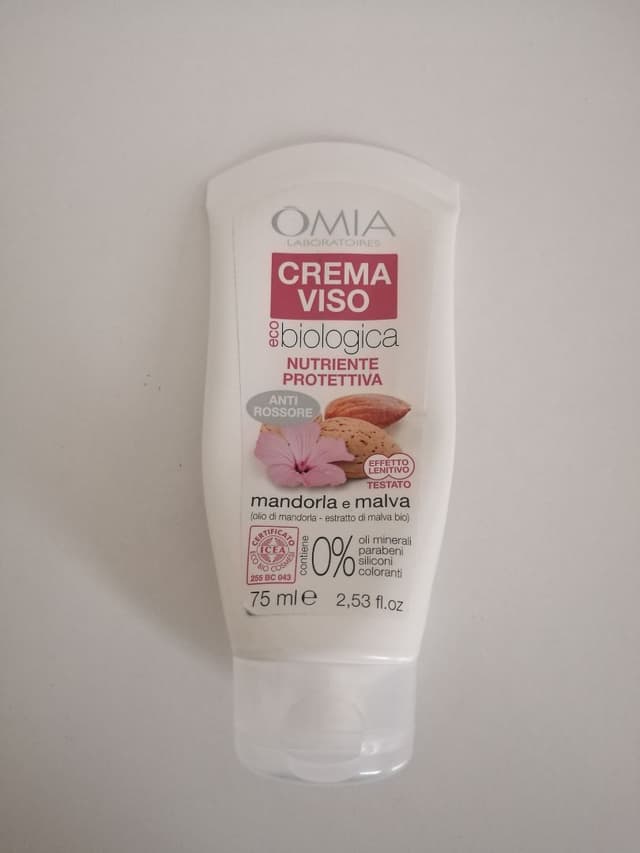 ŌMIA
LABORATOIRES
CREMA
VISO
eco biologica
NUTRIENTE
PROTETTIVA
ANTI
ROSSORE
EFFETTO
LENITIVO
TESTATO
mandorla e malva
(olio di mandorla - estratto di malva bio)
CERTIFICATO
ICEA
ECO BIO COSMESI
255 BC 043
contiene
0%
oli minerali
parabeni
siliconi
coloranti
75 ml e 2,53 fl.oz